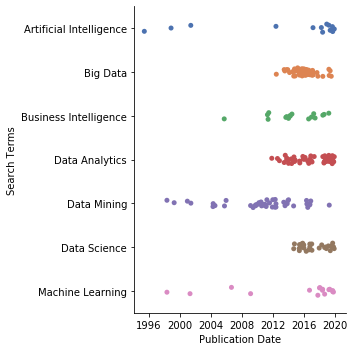 Artificial Intelligence
Big Data
Business Intelligence
Data Analytics
Data Mining
Data Science
Machine Learning
Search Terms
1996 2000 2004 2008 2012 2016 2020
Publication Date